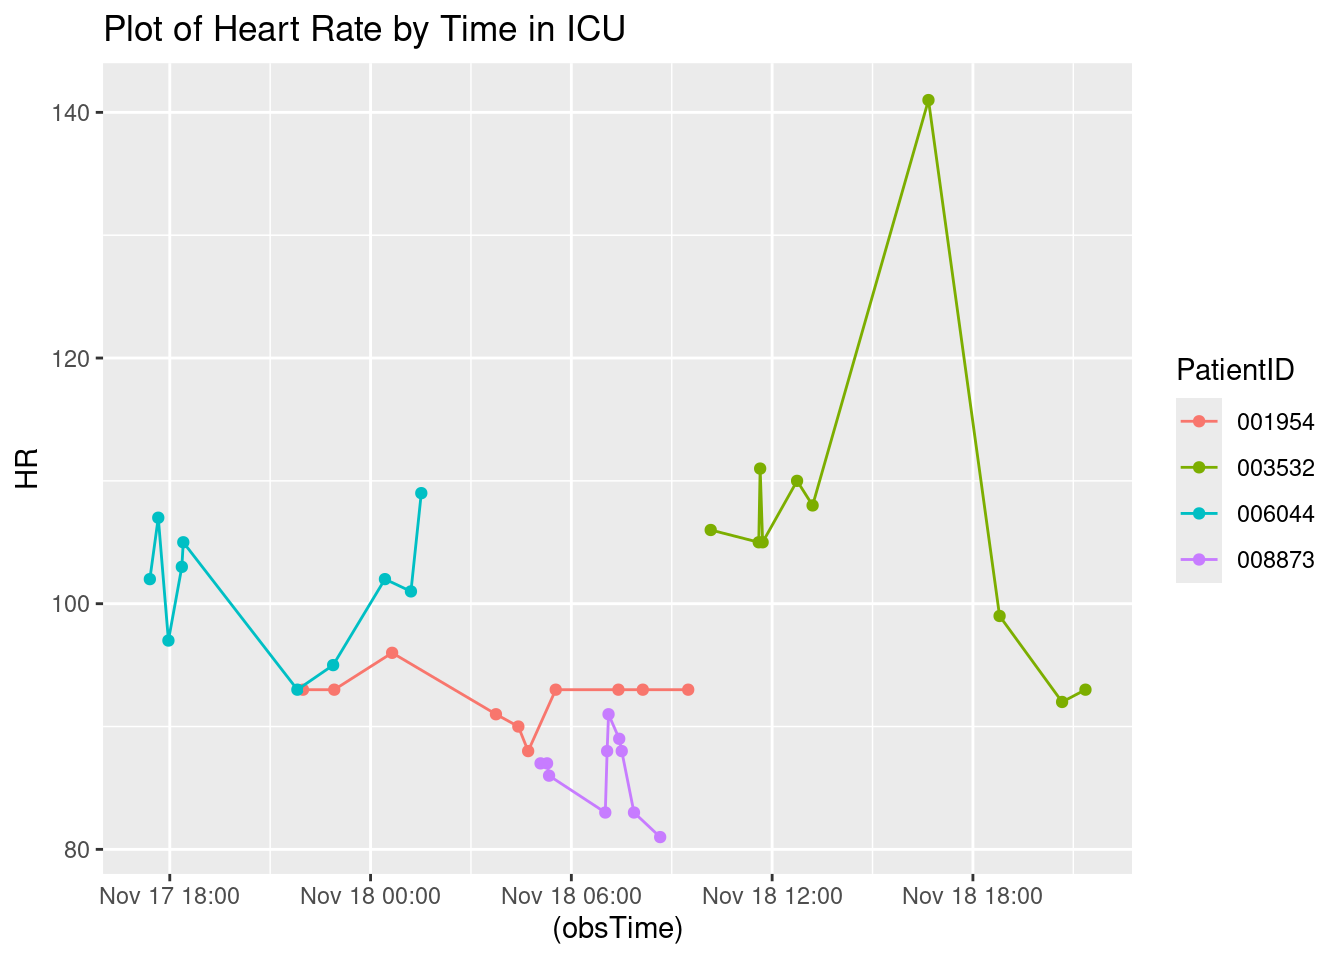 Plot of Heart Rate by Time in ICU
140
120
100
80
HR
Nov 17 18:00
Nov 18 00:00
Nov 18 06:00
Nov 18 12:00
Nov 18 18:00
(obsTime)
PatientID
001954
003532
006044
008873